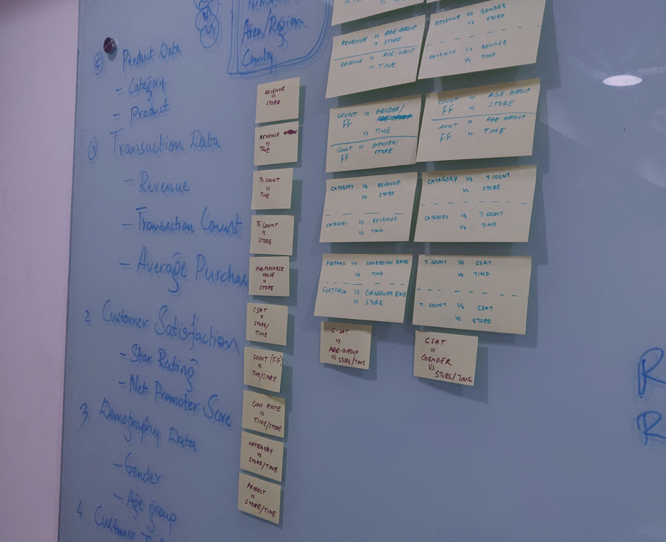 Area/Region
Country
5 Product Data
- Category
- Product
1 Transaction Data
- Revenue
- Transaction Count
- Average Purchase
2 Customer Satisfaction
- Star Rating
- Net Promoter Score
3 Demography Data
- Gender
- Age group
4 Customer
REVENUE
VS
STORE
REVENUE
VS
TIME
Tr. COUNT
VS
TIME
Tr. COUNT
VS
STORE
PURCHASE
VALUE
VS
STORE
CSAT
VS
STORE/
TIME
COUNT (FF)
VS
TIME/STORE
CONV. RATE
VS
TIME/STORE
CATEGORY
VS
STORE/TIME
PRODUCT
VS
STORE/TIME
REVENUE VS AGE-GROUP
VS STORE
REVENUE VS AGE-GROUP
VS TIME
COUNT VS GENDER/
FF
VS TIME
COUNT VS GENDER/
FF STORE
CATEGORY VS REVENUE
VS STORE
CATEGORY VS REVENUE
VS TIME
FOOTFALL VS CONVERSION RATE
VS TIME
FOOTFALL VS CONVERSION RATE
VS STORE
C-SAT
VS
AGE-GROUP
VS STORE/TIME
REVENUE VS GENDER
VS STORE
REVENUE VS GENDER
VS TIME
COUNT VS AGE-GROUP
FF VS STORE
COUNT VS AGE-GROUP
FF VS TIME
CATEGORY VS T.COUNT
VS STORE
CATEGORY VS T.COUNT
VS TIME
T.COUNT VS CSAT
VS TIME
T.COUNT VS CSAT
VS STORE
CSAT
VS
GENDER
VS STORE/TIME
R
R